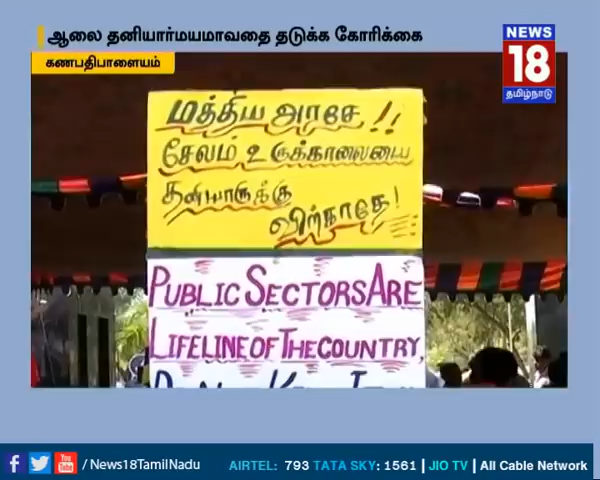 ஆலை தனியார்மயமாவதை தடுக்க கோரிக்கை
கணபதிபாளையம்
NEWS
18
தமிழ்நாடு
மத்திய அரசே !!
சேலம் உருக்காலையை
தனியாருக்கு
விற்காதே!
PUBLIC SECTORS ARE
LIFELINE OF THE COUNTRY,
/News18TamilNadu
AIRTEL: 793 TATA SKY: 1561 | JIO TV | All Cable Network